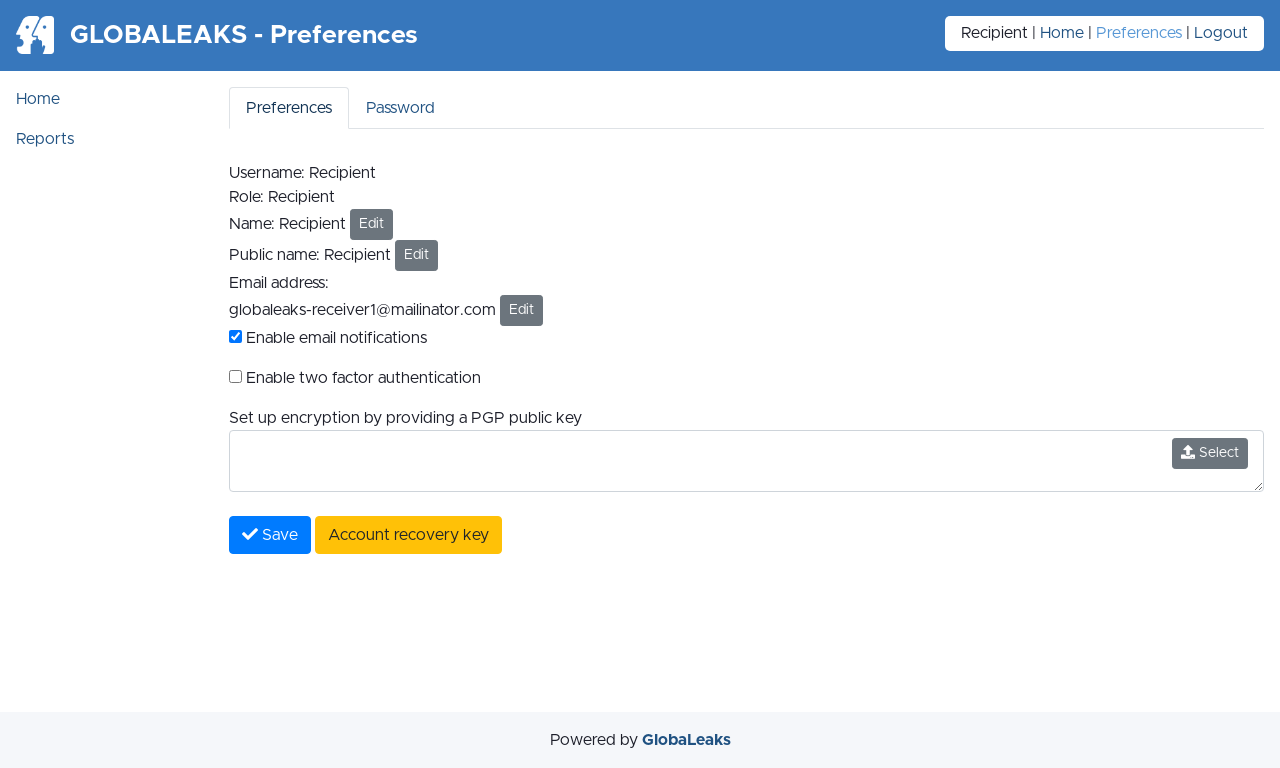 GLOBALEAKS - Preferences
Recipient | Home | Preferences | Logout
Home
Reports
Preferences
Password
Username: Recipient
Role: Recipient
Name: Recipient Edit
Public name: Recipient Edit
Email address:
globaleaks-receiver1@mailinator.com Edit
Enable email notifications
Enable two factor authentication
Set up encryption by providing a PGP public key
Select
Save
Account recovery key
Powered by GlobaLeaks